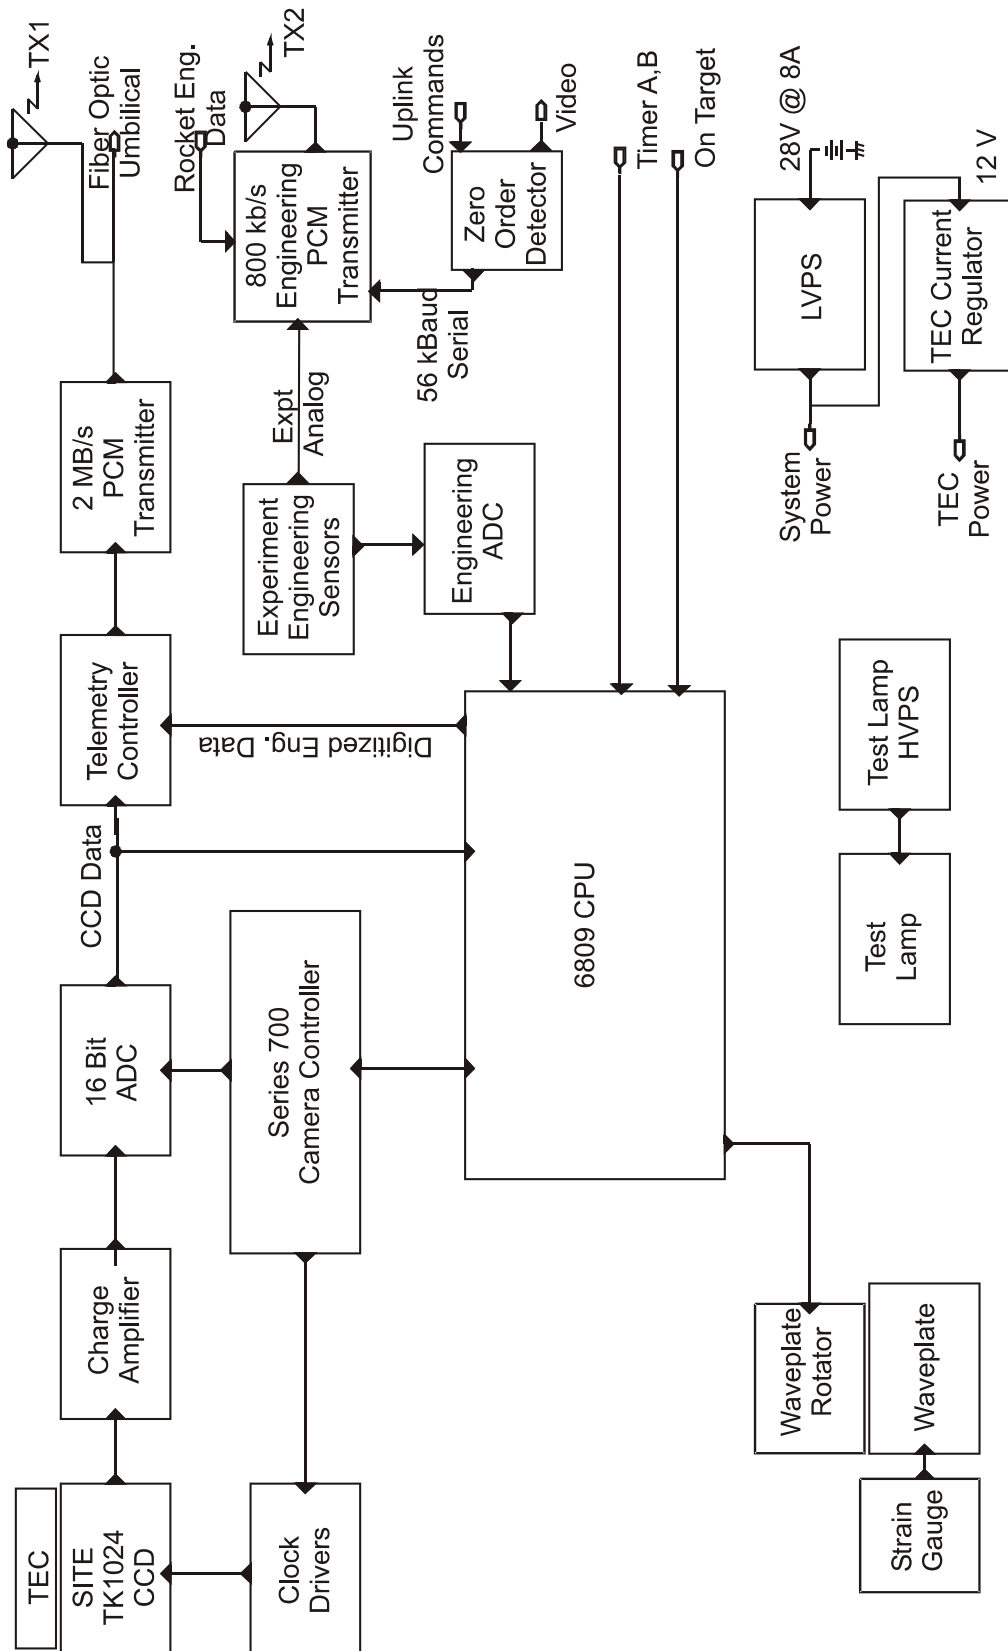 TEC
SITE
TK1024
CCD
Charge
Amplifier
16 Bit
ADC
CCD Data
Telemetry
Controller
2 MB/s
PCM
Transmitter
Fiber Optic
Umbilical
TX1
Clock
Drivers
Series 700
Camera Controller
Digitized Eng. Data
Experiment
Engineering
Sensors
Expt
Analog
800 kb/s
Engineering
PCM
Transmitter
Rocket Eng.
Data
TX2
Engineering
ADC
56 kBaud
Serial
Zero
Order
Detector
Uplink
Commands
Video
6809 CPU
Timer A,B
On Target
Waveplate
Rotator
Waveplate
Strain
Gauge
Test
Lamp
Test Lamp
HVPS
System
Power
LVPS
28V @ 8A
TEC
Power
TEC Current
Regulator
12 V